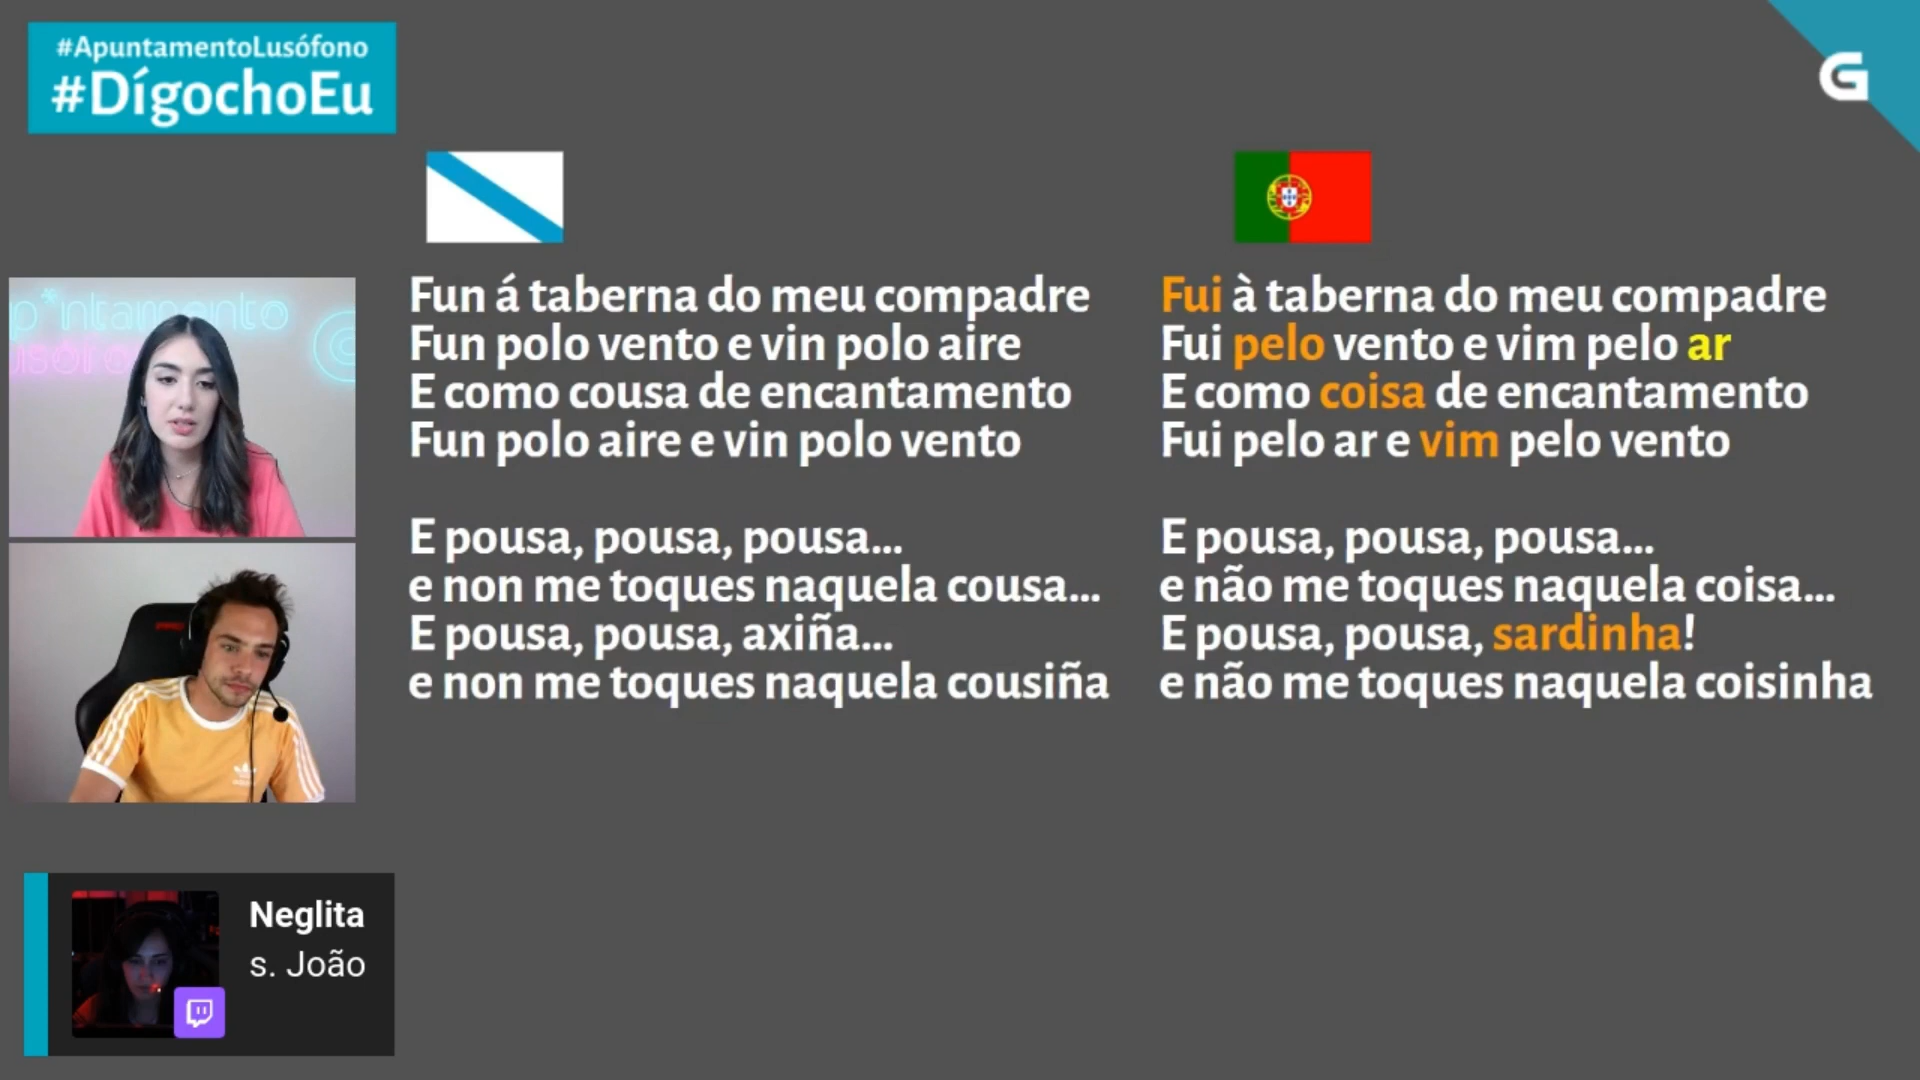 #ApuntamentoLusófono
#DígochoEu
G
Fun á taberna do meu compadre
Fun polo vento e vin polo aire
E como cousa de encantamento
Fun polo aire e vin polo vento
E pousa, pousa, pousa...
e non me toques naquela cousa...
E pousa, pousa, axiña...
e non me toques naquela cousiña
Fui à taberna do meu compadre
Fui pelo vento e vim pelo ar
E como coisa de encantamento
Fui pelo ar e vim pelo vento
E pousa, pousa, pousa...
e não me toques naquela coisa...
E pousa, pousa, sardinha!
e não me toques naquela coisinha
p*ntamento
Neglita
s. João